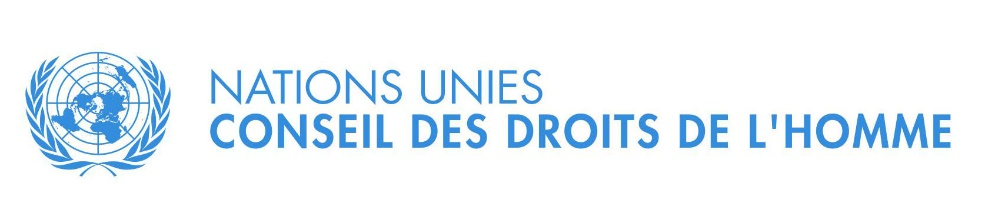 NATIONS UNIES
CONSEIL DES DROITS DE L'HOMME